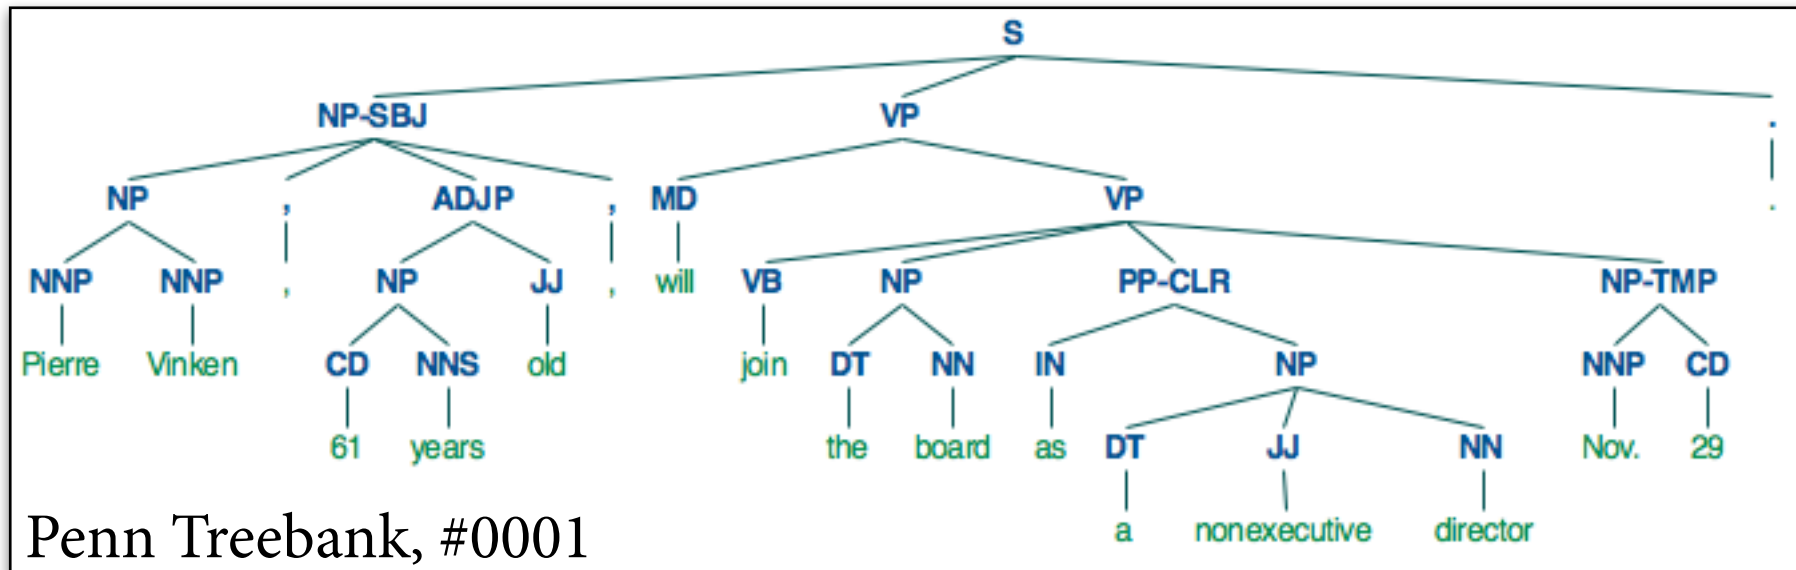 S
NP-SBJ VP .
NP , ADJP , MD VP .
NNP NNP , NP JJ , will VB NP PP-CLR NP-TMP
Pierre Vinken CD NNS old join DT NN IN NP NNP CD
61 years the board as DT JJ NN Nov. 29
a nonexecutive director
Penn Treebank, #0001